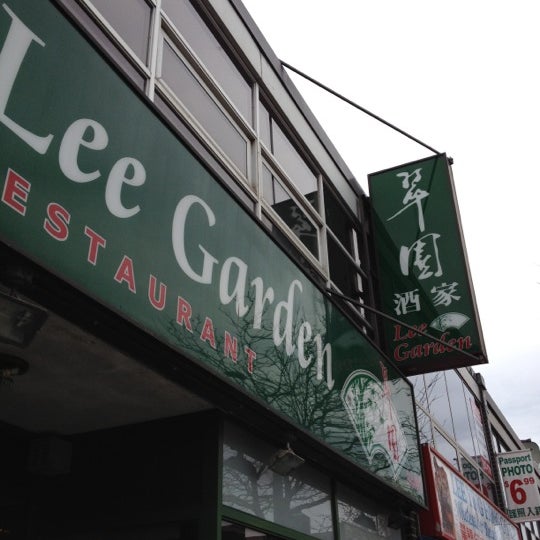 Lee Garden
RESTAURANT
翠園
酒家
Lee
Garden
Passport
PHOTO
$6.99